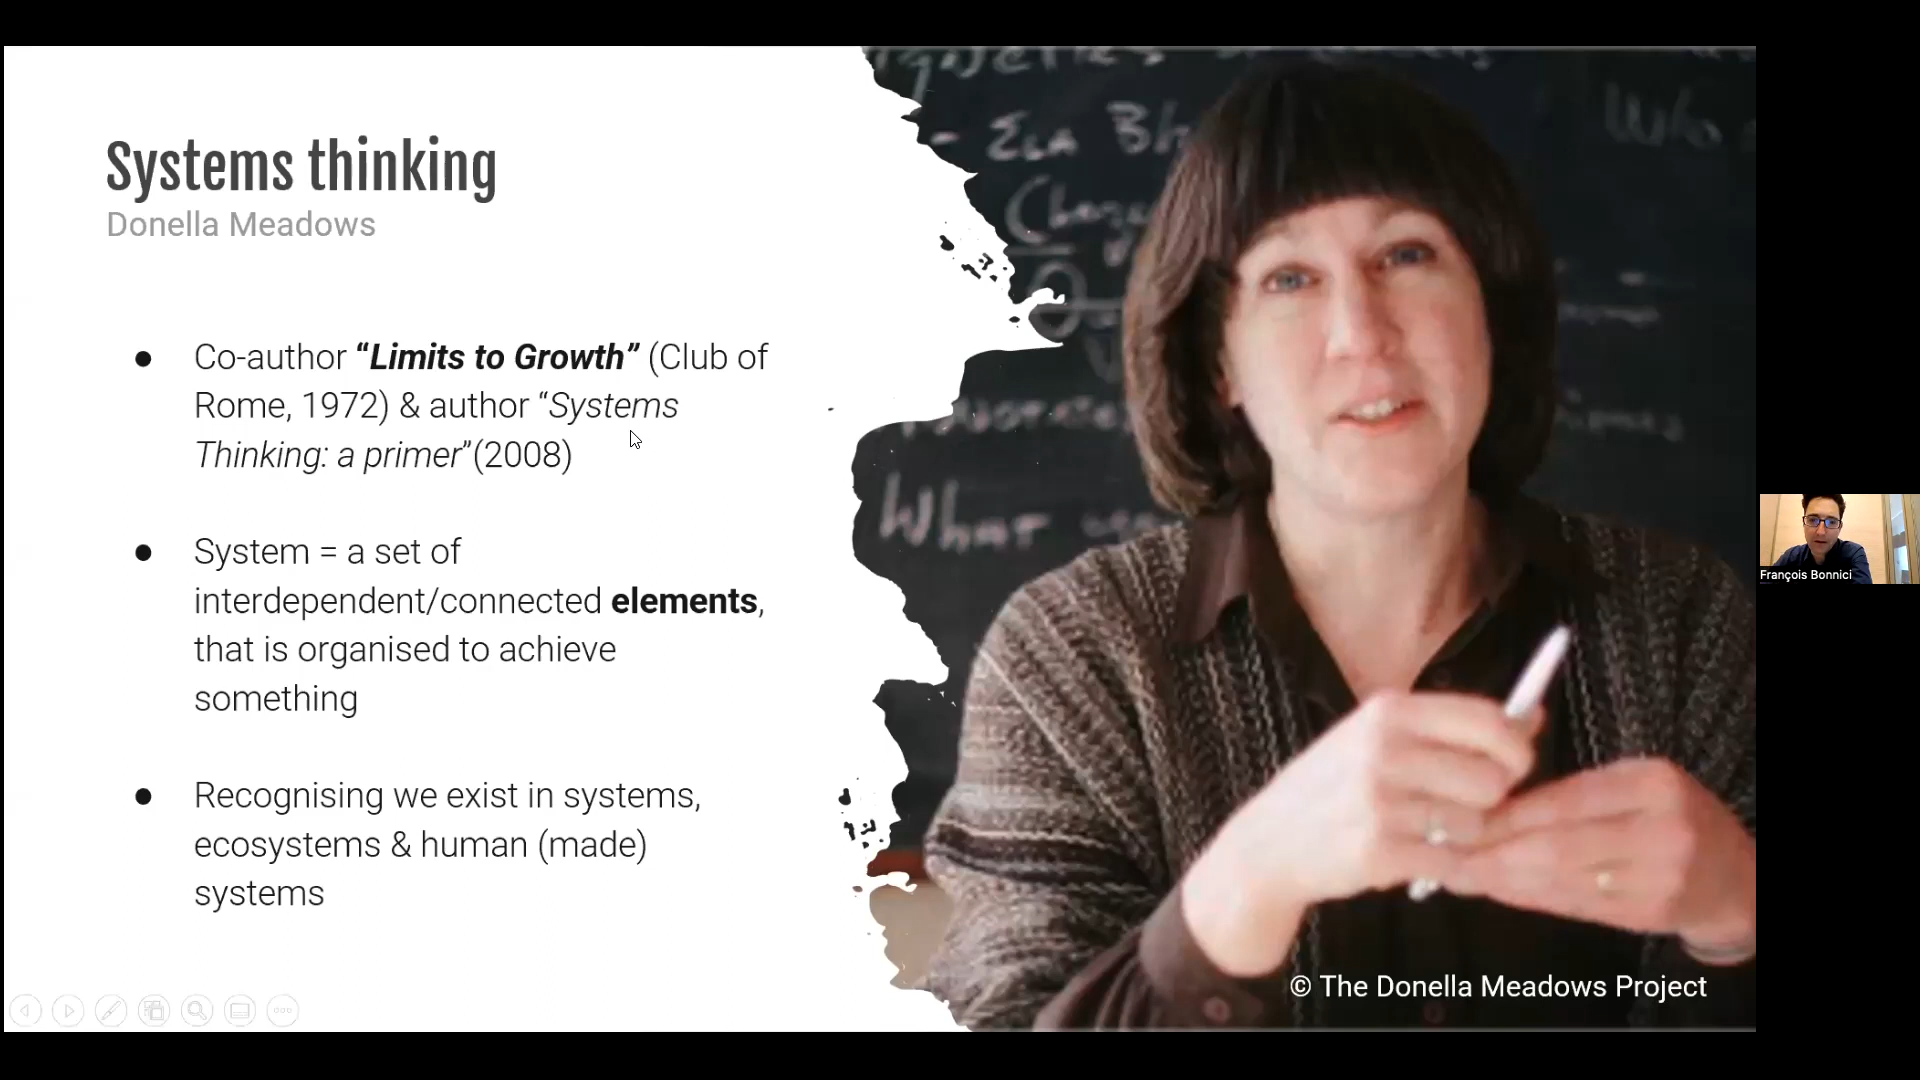 Systems thinking
Donella Meadows
● Co-author “Limits to Growth” (Club of
Rome, 1972) & author “Systems
Thinking: a primer”(2008)
● System = a set of
interdependent/connected elements,
that is organised to achieve
something
● Recognising we exist in systems,
ecosystems & human (made)
systems
What
© The Donella Meadows Project
François Bonnici